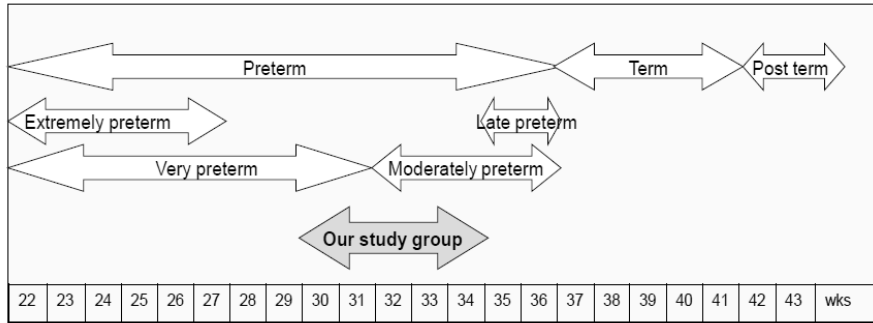 Preterm Term Post term
Extremely preterm Late preterm
Very preterm Moderately preterm
Our study group
22 23 24 25 26 27 28 29 30 31 32 33 34 35 36 37 38 39 40 41 42 43 wks